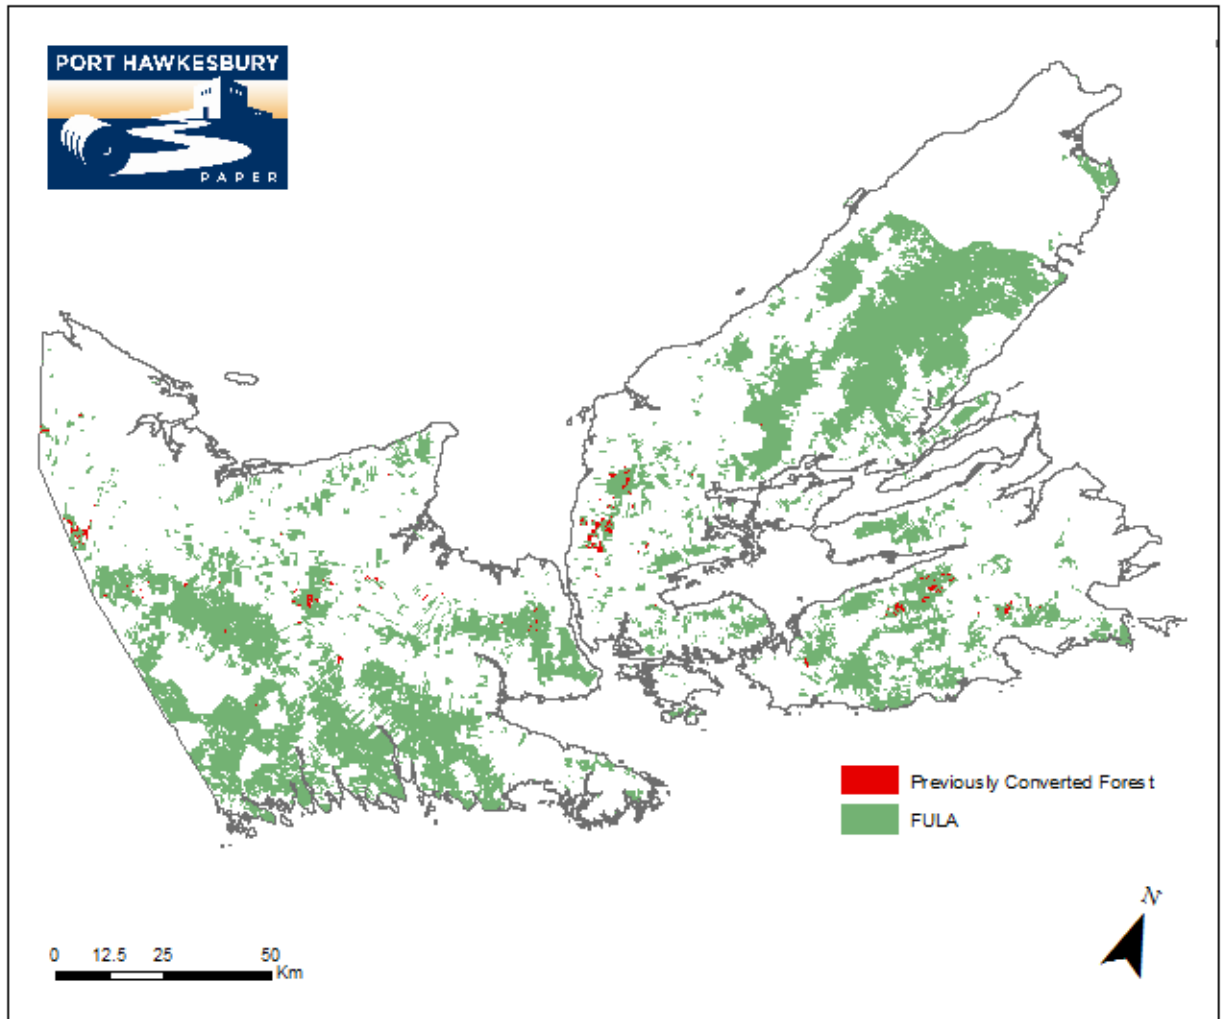 PORT HAWKESBURY
PAPER
Previously Converted Forest
FULA
N
0 12.5 25 50
Km